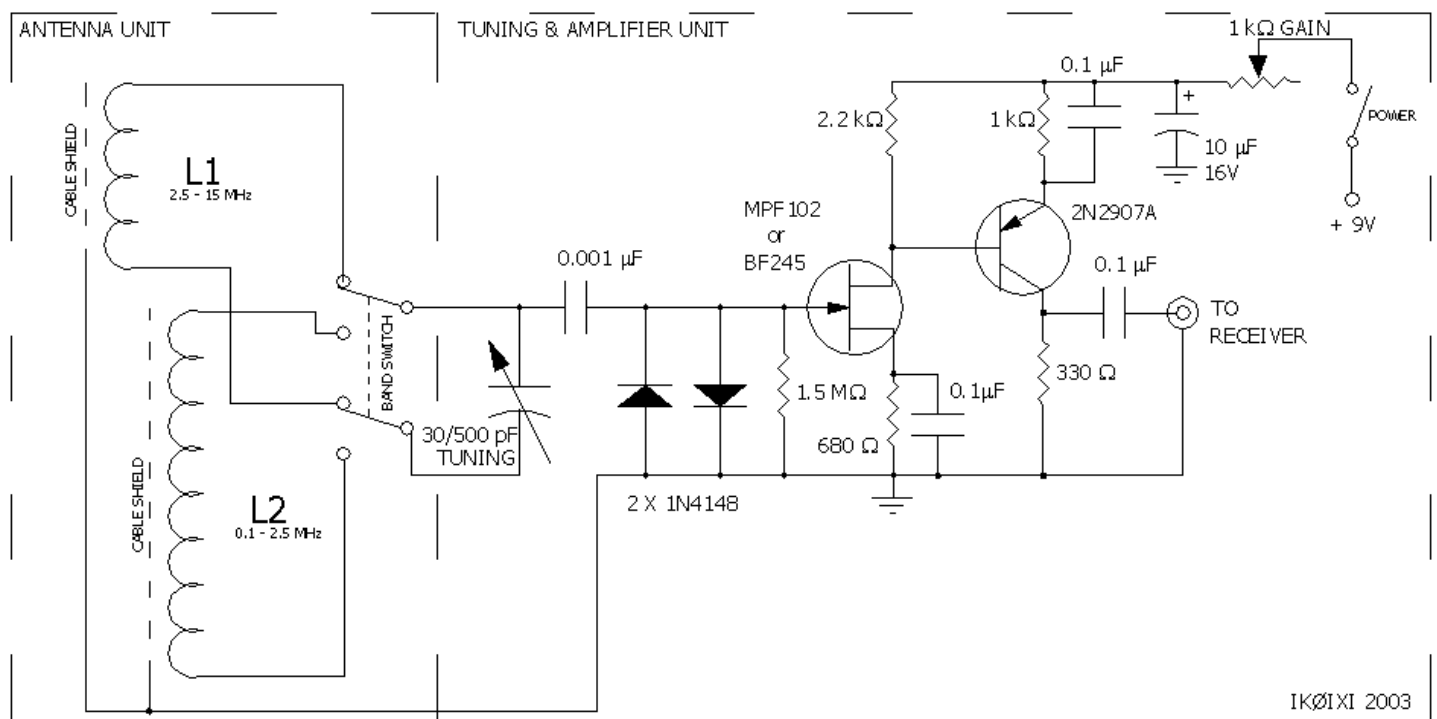 ANTENNA UNIT
TUNING & AMPLIFIER UNIT
1 kΩ GAIN
0.1 µF
2.2 kΩ
1 kΩ
+
10 µF
16V
POWER
+ 9V
CABLE SHIELD
L1
2.5 - 15 MHz
MPF102
or
BF245
2N2907A
0.001 µF
0.1 µF
TO
RECEIVER
BAND SWITCH
30/500 pF
TUNING
1.5 MΩ
680 Ω
0.1µF
330 Ω
CABLE SHIELD
L2
0.1 - 2.5 MHz
2 X 1N4148
IKØIXI 2003